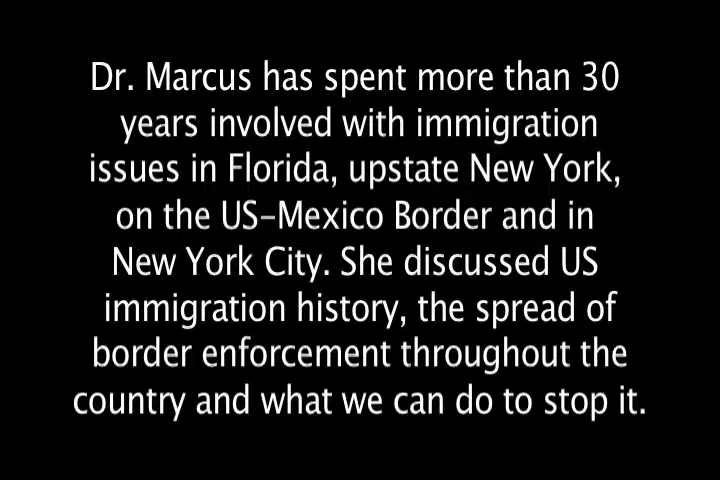 Dr. Marcus has spent more than 30
years involved with immigration
issues in Florida, upstate New York,
on the US-Mexico Border and in
New York City. She discussed US
immigration history, the spread of
border enforcement throughout the
country and what we can do to stop it.